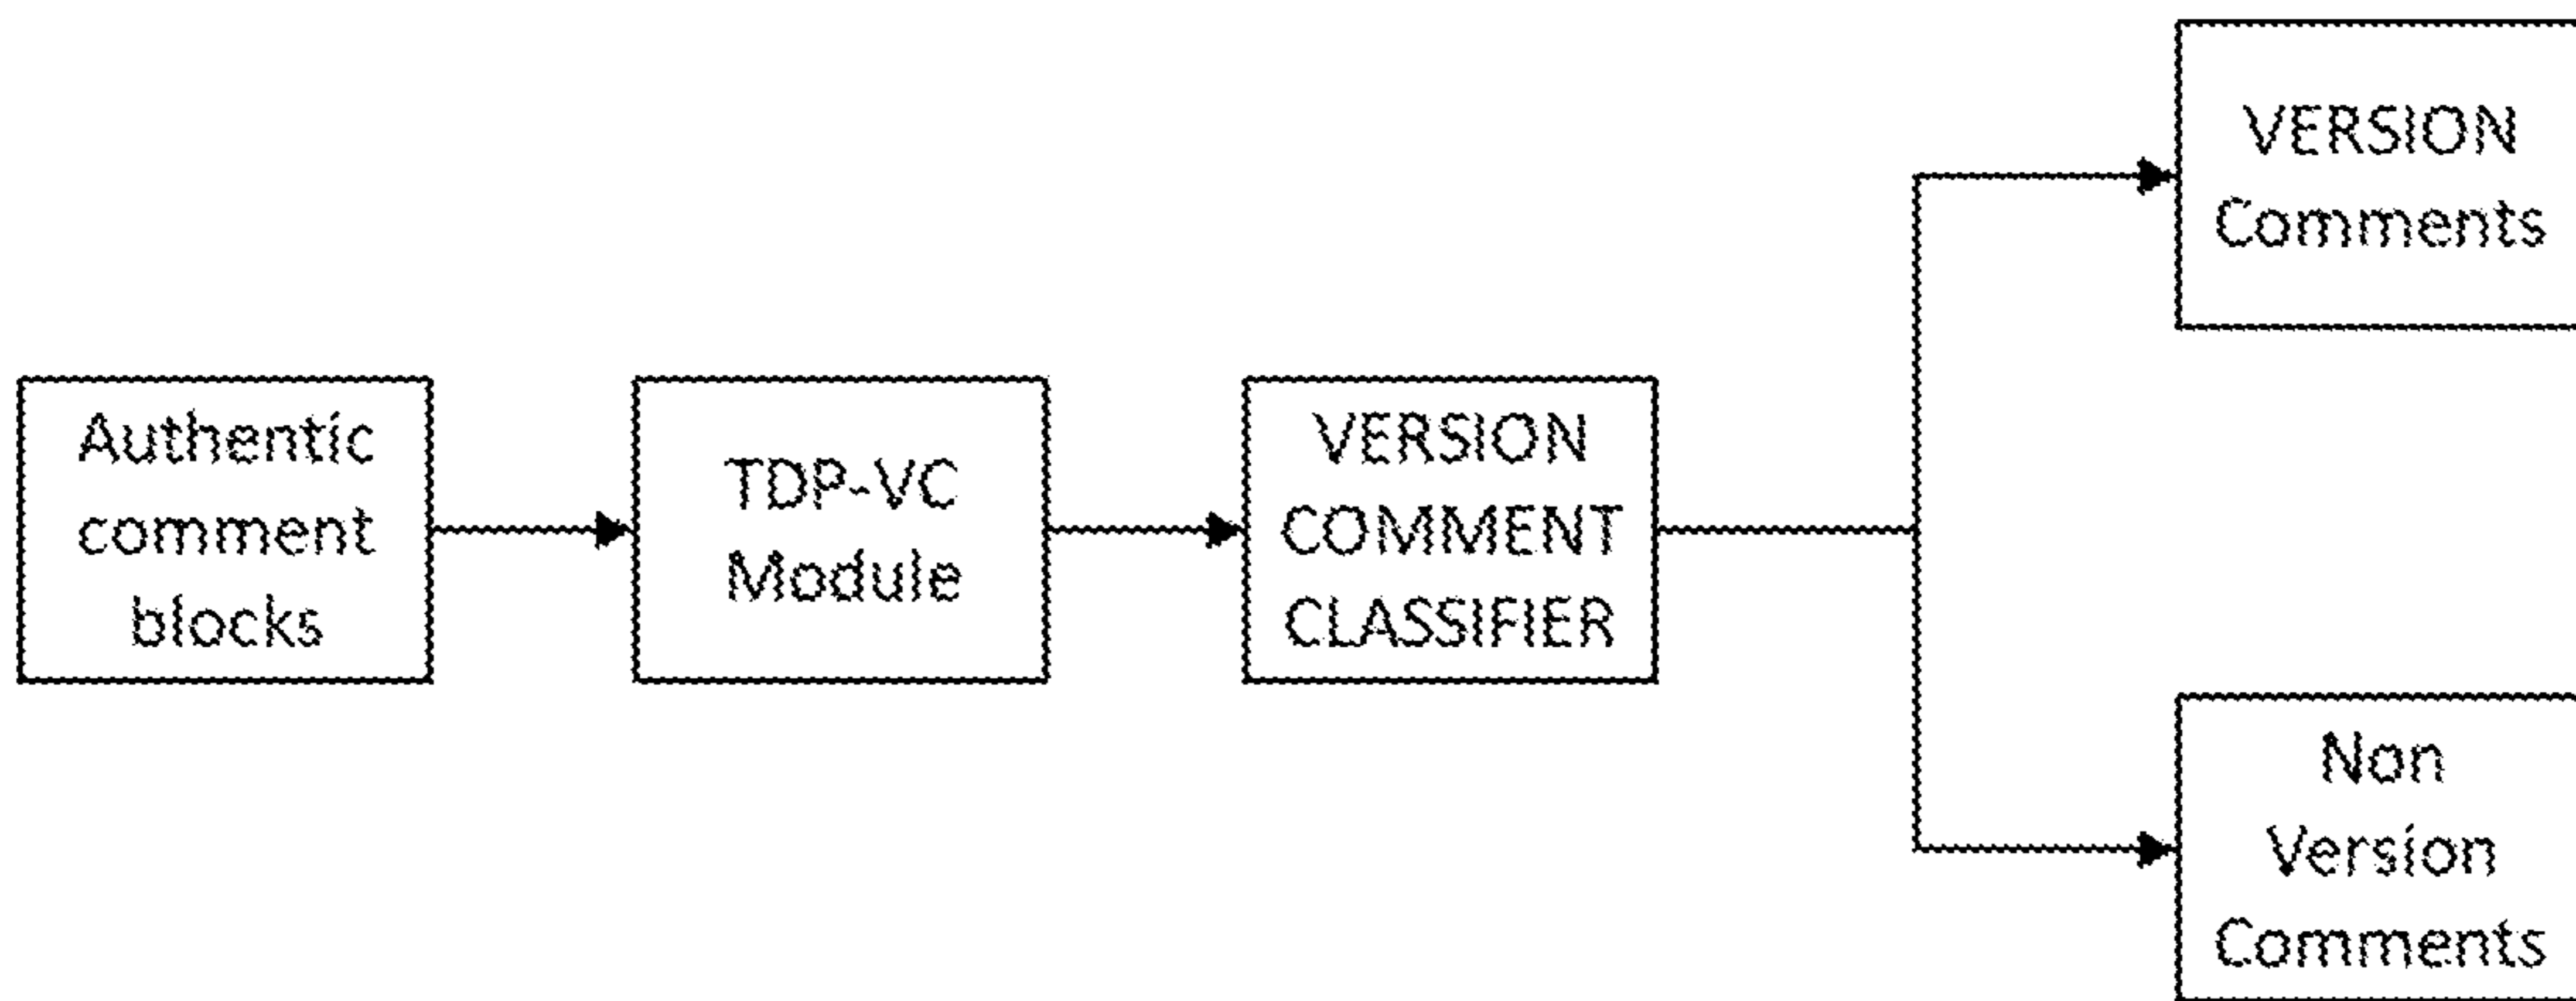 Authentic
comment
blocks
TDP-VC
Module
VERSION
COMMENT
CLASSIFIER
VERSION
Comments
Non
Version
Comments